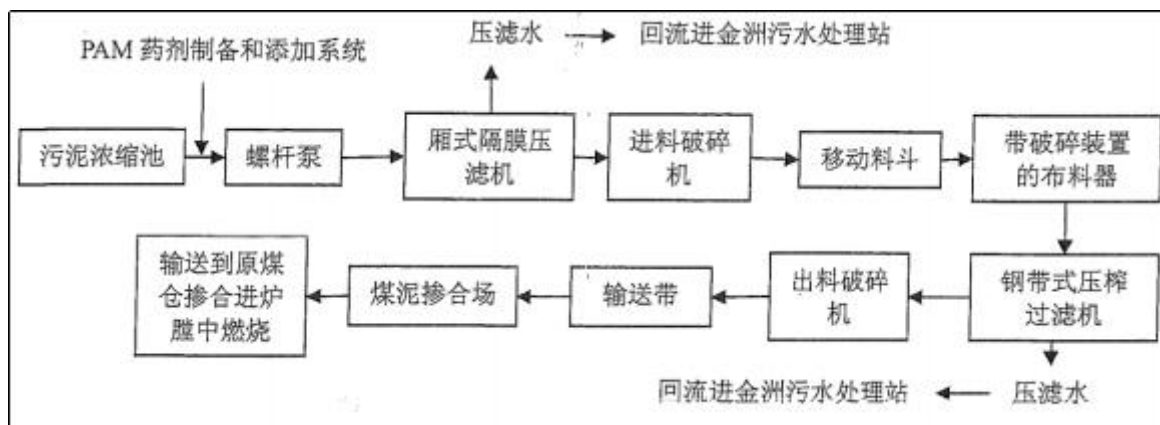 压滤水
回流进金洲污水处理站
PAM 药剂制备和添加系统
污泥浓缩池
螺杆泵
厢式隔膜压
滤机
进料破碎
机
移动料斗
带破碎装置
的布料器
钢带式压榨
过滤机
出料破碎
机
输送带
煤泥掺合场
输送到原煤
仓掺合进炉
膛中燃烧
压滤水
回流进金洲污水处理站